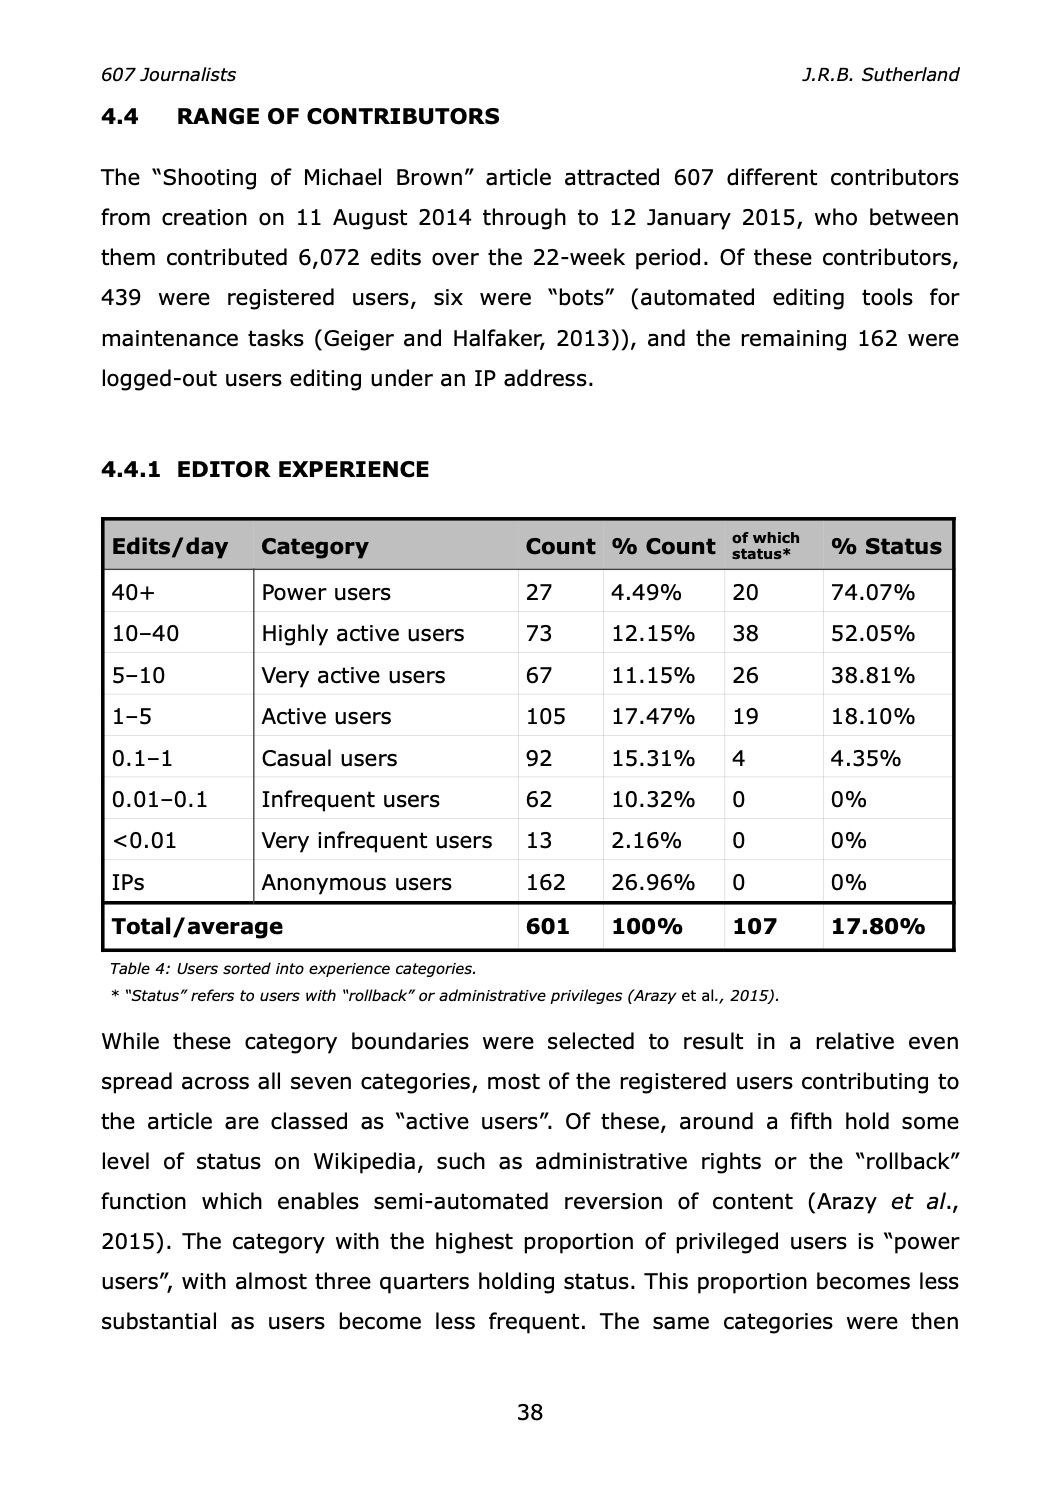 607 Journalists J.R.B. Sutherland
4.4 RANGE OF CONTRIBUTORS
The “Shooting of Michael Brown” article attracted 607 different contributors
from creation on 11 August 2014 through to 12 January 2015, who between
them contributed 6,072 edits over the 22-week period. Of these contributors,
439 were registered users, six were “bots” (automated editing tools for
maintenance tasks (Geiger and Halfaker, 2013)), and the remaining 162 were
logged-out users editing under an IP address.
4.4.1 EDITOR EXPERIENCE
Edits/day Category Count % Count of which status* % Status
40+ Power users 27 4.49% 20 74.07%
10–40 Highly active users 73 12.15% 38 52.05%
5–10 Very active users 67 11.15% 26 38.81%
1–5 Active users 105 17.47% 19 18.10%
0.1–1 Casual users 92 15.31% 4 4.35%
0.01–0.1 Infrequent users 62 10.32% 0 0%
<0.01 Very infrequent users 13 2.16% 0 0%
IPs Anonymous users 162 26.96% 0 0%
Total/average 601 100% 107 17.80%
Table 4: Users sorted into experience categories.
* “Status” refers to users with “rollback” or administrative privileges (Arazy et al., 2015).
While these category boundaries were selected to result in a relative even
spread across all seven categories, most of the registered users contributing to
the article are classed as “active users”. Of these, around a fifth hold some
level of status on Wikipedia, such as administrative rights or the “rollback”
function which enables semi-automated reversion of content (Arazy et al.,
2015). The category with the highest proportion of privileged users is “power
users”, with almost three quarters holding status. This proportion becomes less
substantial as users become less frequent. The same categories were then
38